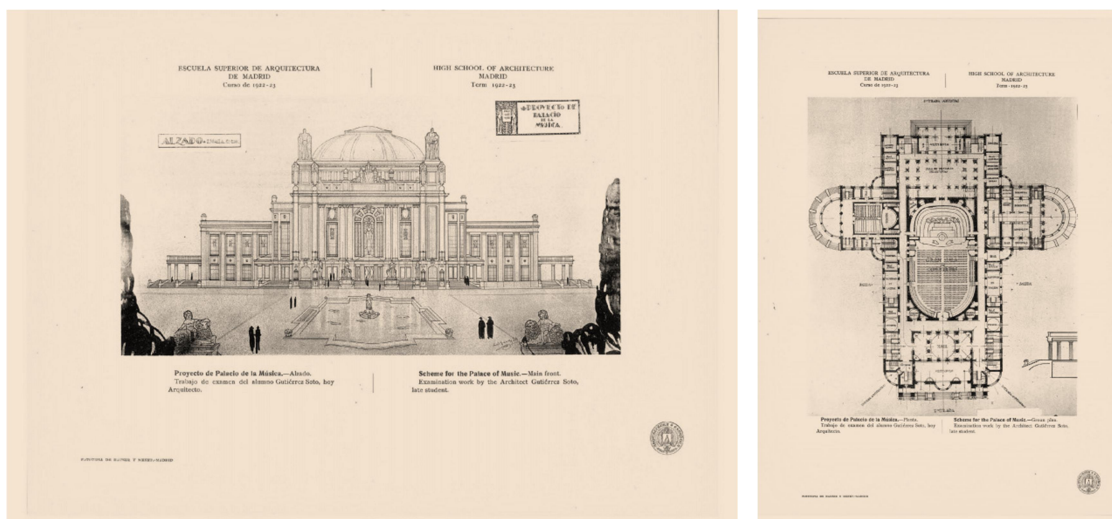 ESCUELA SUPERIOR DE ARQUITECTURA
DE MADRID
Curso de 1922-23
HIGH SCHOOL OF ARCHITECTURE
MADRID
Term 1922-23
ALZADO
PROYECTO DE
PALACIO
DE LA
MÚSICA
Proyecto de Palacio de la Música.—Alzado.
Trabajo de examen del alumno Gutiérrez Soto, hoy
Arquitecto.
Scheme for the Palace of Music.—Main front.
Examination work by the Architect Gutiérrez Soto,
late student.
ESCUELA SUPERIOR DE ARQUITECTURA
DE MADRID
Curso de 1922-23
HIGH SCHOOL OF ARCHITECTURE
MADRID
Term 1922-23
Proyecto de Palacio de la Música.—Planta.
Trabajo de examen del alumno Gutiérrez Soto, hoy
Arquitecto.
Scheme for the Palace of Music.—
Examination work by the Architect Gutiérrez Soto,
late student.